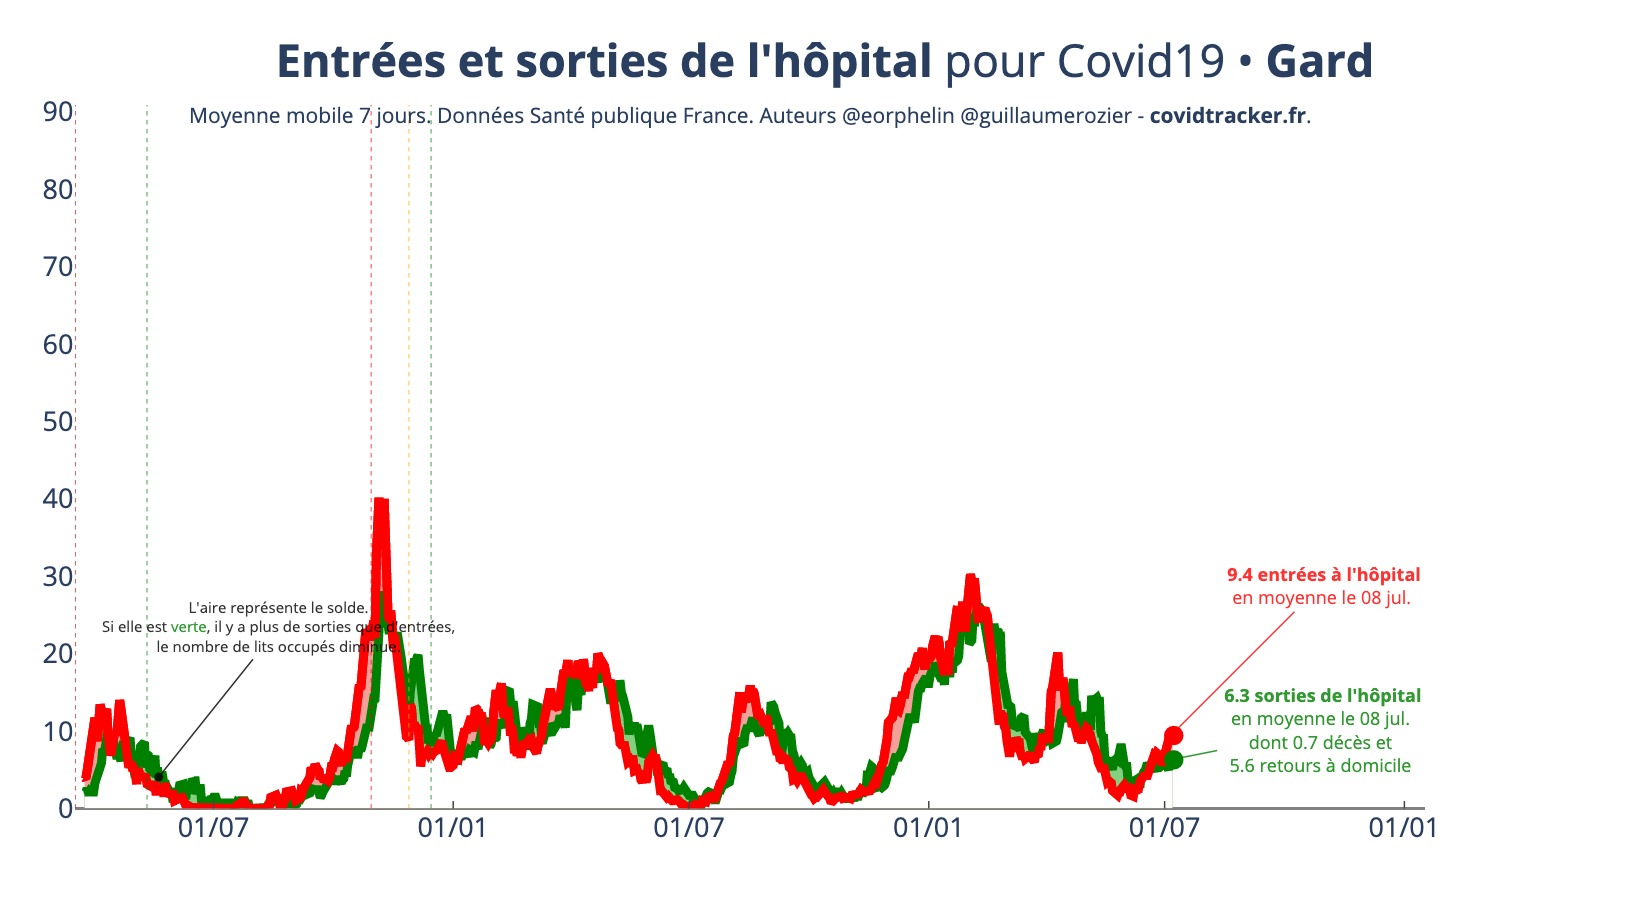 Entrées et sorties de l'hôpital pour Covid19 • Gard
Moyenne mobile 7 jours. Données Santé publique France. Auteurs @eorphelin @guillaumerozier - covidtracker.fr.
90
80
70
60
50
40
30
20
10
0
L'aire représente le solde.
Si elle est verte, il y a plus de sorties que d'entrées,
le nombre de lits occupés diminue.
9.4 entrées à l'hôpital
en moyenne le 08 jul.
6.3 sorties de l'hôpital
en moyenne le 08 jul.
dont 0.7 décès et
5.6 retours à domicile
01/07
01/01
01/07
01/01
01/07
01/01